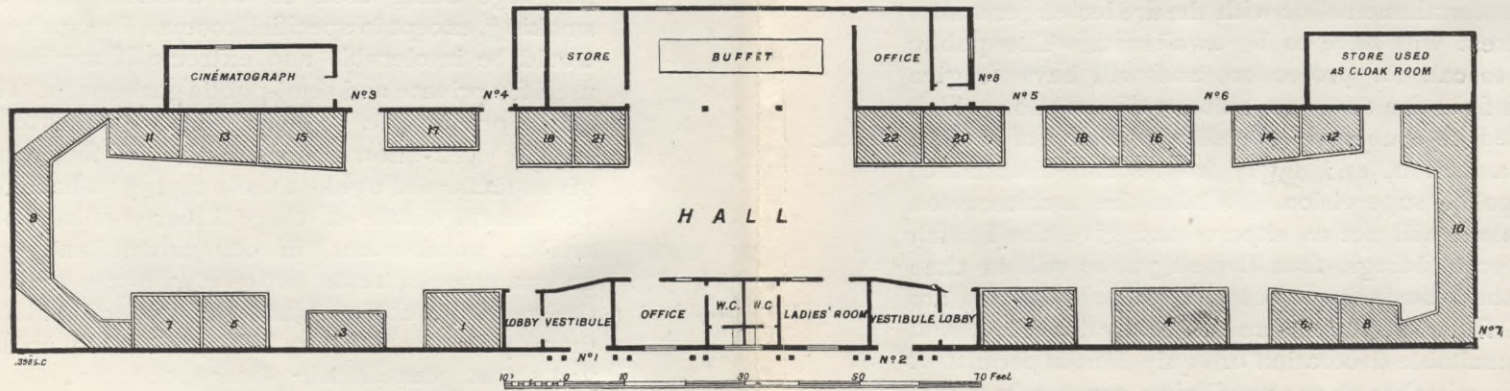 STORE
BUFFET
OFFICE
CINÉMATOGRAPH
STORE USED
AS CLOAK ROOM
Nº3
Nº4
Nº8
Nº5
Nº6
11
13
15
17
19
21
22
20
18
16
14
12
9
HALL
10
7
5
3
1
LOBBY
VESTIBULE
OFFICE
W.C.
W.C
LADIES' ROOM
VESTIBULE
LOBBY
2
4
6
8
Nº7
Nº1
Nº2
10' 0 10 30 50 70 Feet